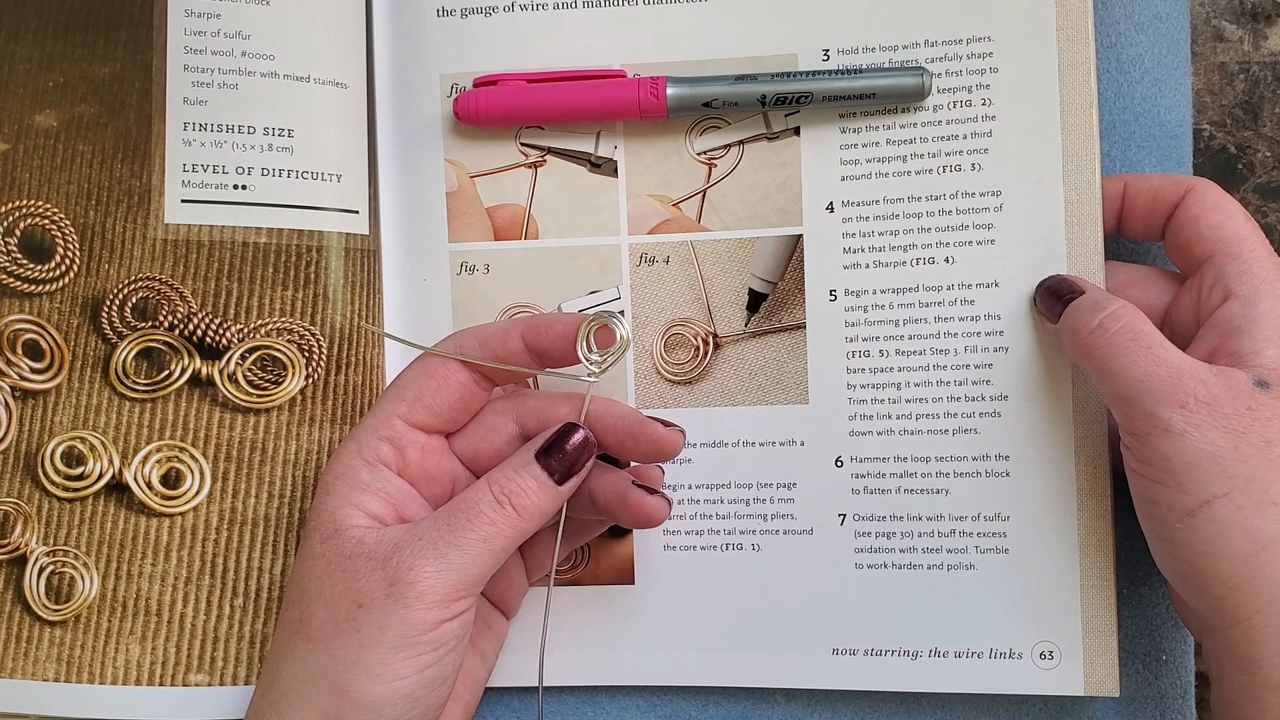 Sharpie
Liver of sulfur
Steel wool, #0000
Rotary tumbler with mixed stainless-
steel shot
Ruler
FINISHED SIZE
⅝" × 1½" (1.5 × 3.8 cm)
LEVEL OF DIFFICULTY
Moderate
the gauge of wire and mandrel diameter.
fig.
BiC
Fine
BiC PERMANENT
fig. 3
fig. 4
the middle of the wire with a
Begin a wrapped loop (see page
at the mark using the 6 mm
barrel of the bail-forming pliers,
then wrap the tail wire once around
the core wire (FIG. 1).
3 Hold the loop with flat-nose pliers.
Using your fingers, carefully shape
the first loop to
keeping the
wire rounded as you go (FIG. 2).
Wrap the tail wire once around the
core wire. Repeat to create a third
loop, wrapping the tail wire once
around the core wire (FIG. 3).
4 Measure from the start of the wrap
on the inside loop to the bottom of
the last wrap on the outside loop.
Mark that length on the core wire
with a Sharpie (FIG. 4).
5 Begin a wrapped loop at the mark
using the 6 mm barrel of the
bail-forming pliers, then wrap this
wire once around the core wire
(FIG. 5). Repeat Step 3. Fill in any
bare space around the core wire
by wrapping it with the tail wire.
Trim the tail wires on the back side
of the link and press the cut ends
down with chain-nose pliers.
6 Hammer the loop section with the
rawhide mallet on the bench block
to flatten if necessary.
7 Oxidize the link with liver of sulfur
(see page 30) and buff the excess
oxidation with steel wool. Tumble
to work-harden and polish.
now starring: the wire links 63